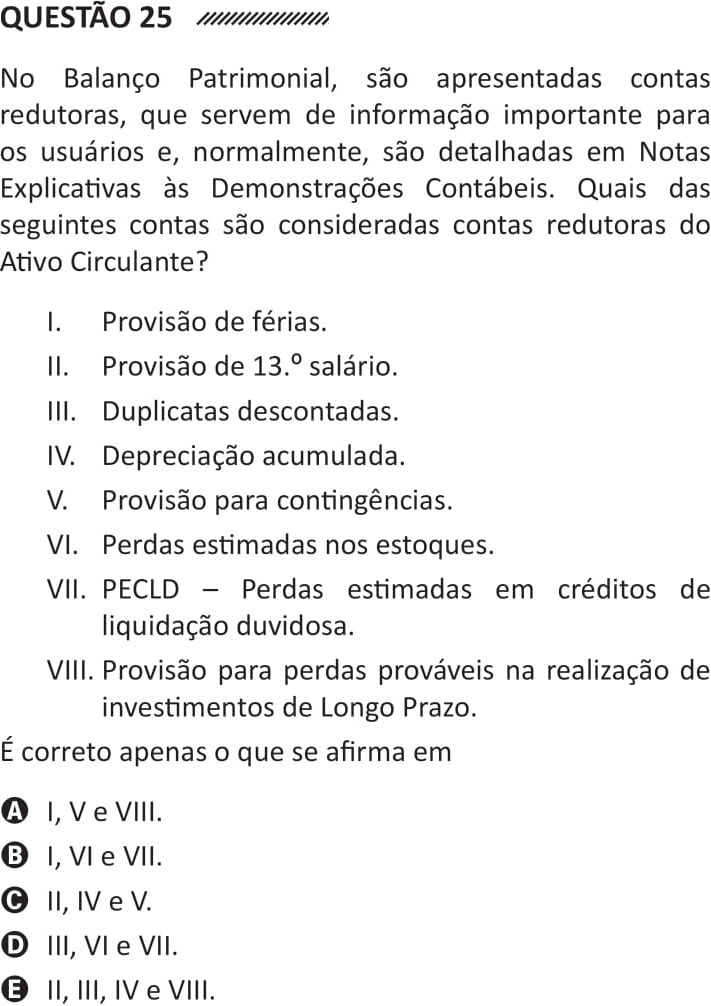 QUESTÃO 25
No Balanço Patrimonial, são apresentadas contas
redutoras, que servem de informação importante para
os usuários e, normalmente, são detalhadas em Notas
Explicativas às Demonstrações Contábeis. Quais das
seguintes contas são consideradas contas redutoras do
Ativo Circulante?
I. Provisão de férias.
II. Provisão de 13.º salário.
III. Duplicatas descontadas.
IV. Depreciação acumulada.
V. Provisão para contingências.
VI. Perdas estimadas nos estoques.
VII. PECLD – Perdas estimadas em créditos de
liquidação duvidosa.
VIII. Provisão para perdas prováveis na realização de
investimentos de Longo Prazo.
É correto apenas o que se afirma em
A I, V e VIII.
B I, VI e VII.
C II, IV e V.
D III, VI e VII.
E II, III, IV e VIII.